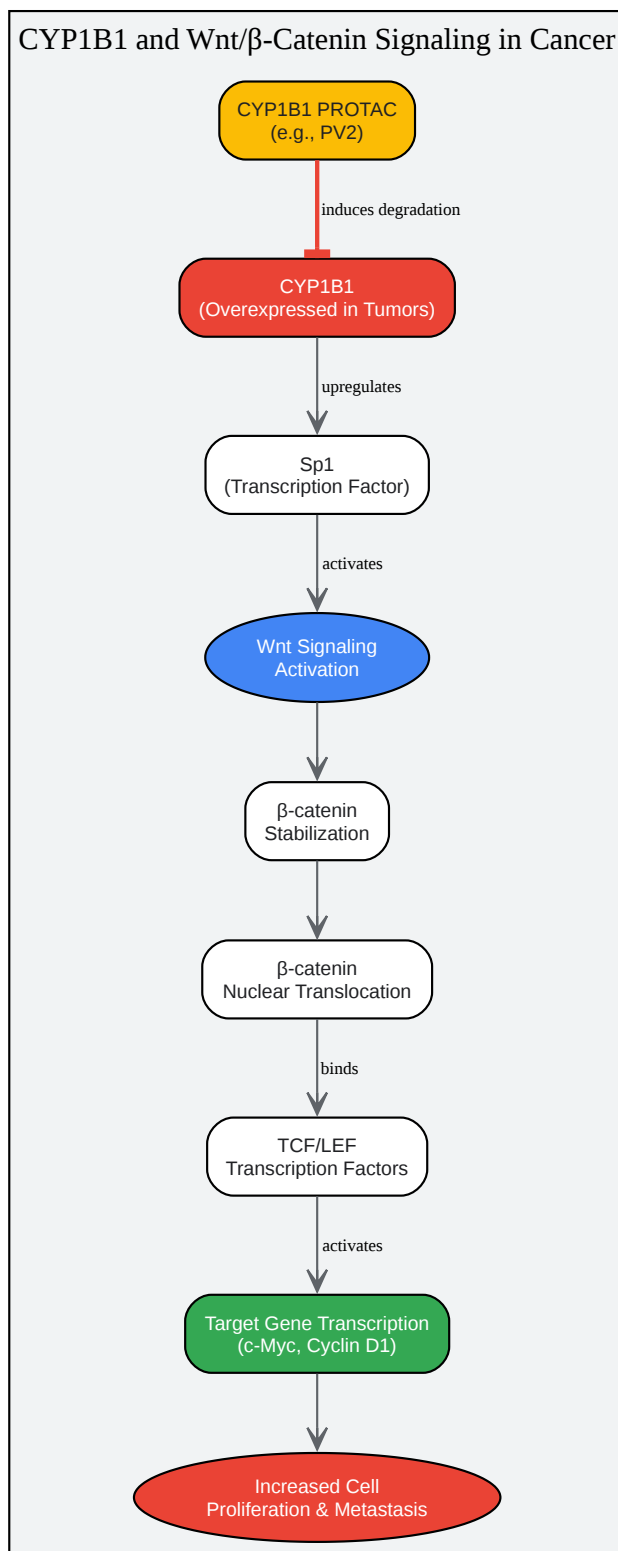 CYP1B1 and Wnt/β-Catenin Signaling in Cancer
CYP1B1 PROTAC
(e.g., PV2)
induces degradation
CYP1B1
(Overexpressed in Tumors)
upregulates
Sp1
(Transcription Factor)
activates
Wnt Signaling
Activation
β-catenin
Stabilization
β-catenin
Nuclear Translocation
binds
TCF/LEF
Transcription Factors
activates
Target Gene Transcription
(c-Myc, Cyclin D1)
Increased Cell
Proliferation & Metastasis